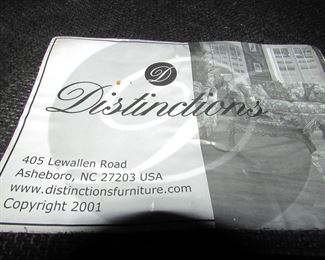 D
Distinctions
405 Lewallen Road
Asheboro, NC 27203 USA
www.distinctionsfurniture.com
Copyright 2001